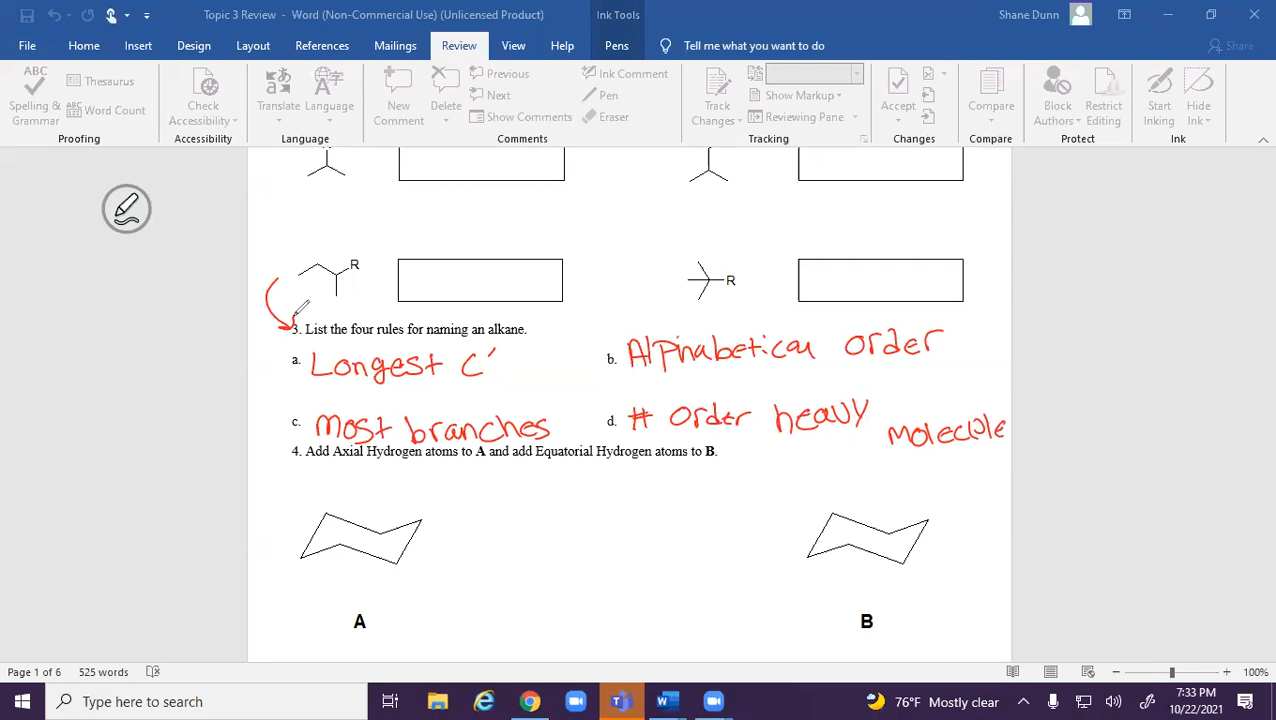 Topic 3 Review - Word (Non-Commercial Use) (Unlicensed Product)
Ink Tools
Shane Dunn
File Home Insert Design Layout References Mailings Review View Help Pens Tell me what you want to do Share
ABC
Spelling & Grammar
Thesaurus
ABC 123 Word Count
Check Accessibility
Translate
Language
New Comment
Delete
Previous
Next
Show Comments
Ink Comment
Pen
Eraser
Track Changes
Show Markup
Reviewing Pane
Accept
Compare
Block Authors
Restrict Editing
Start Inking
Hide Ink
Proofing Accessibility Language Comments Tracking Changes Compare Protect Ink
R
R
3. List the four rules for naming an alkane.
a. Longest C'
b. Alphabetical order
c. most branches
d. # order heavy molecule
4. Add Axial Hydrogen atoms to A and add Equatorial Hydrogen atoms to B.
A
B
Page 1 of 6 525 words 100%
Type here to search
76°F Mostly clear
7:33 PM
10/22/2021